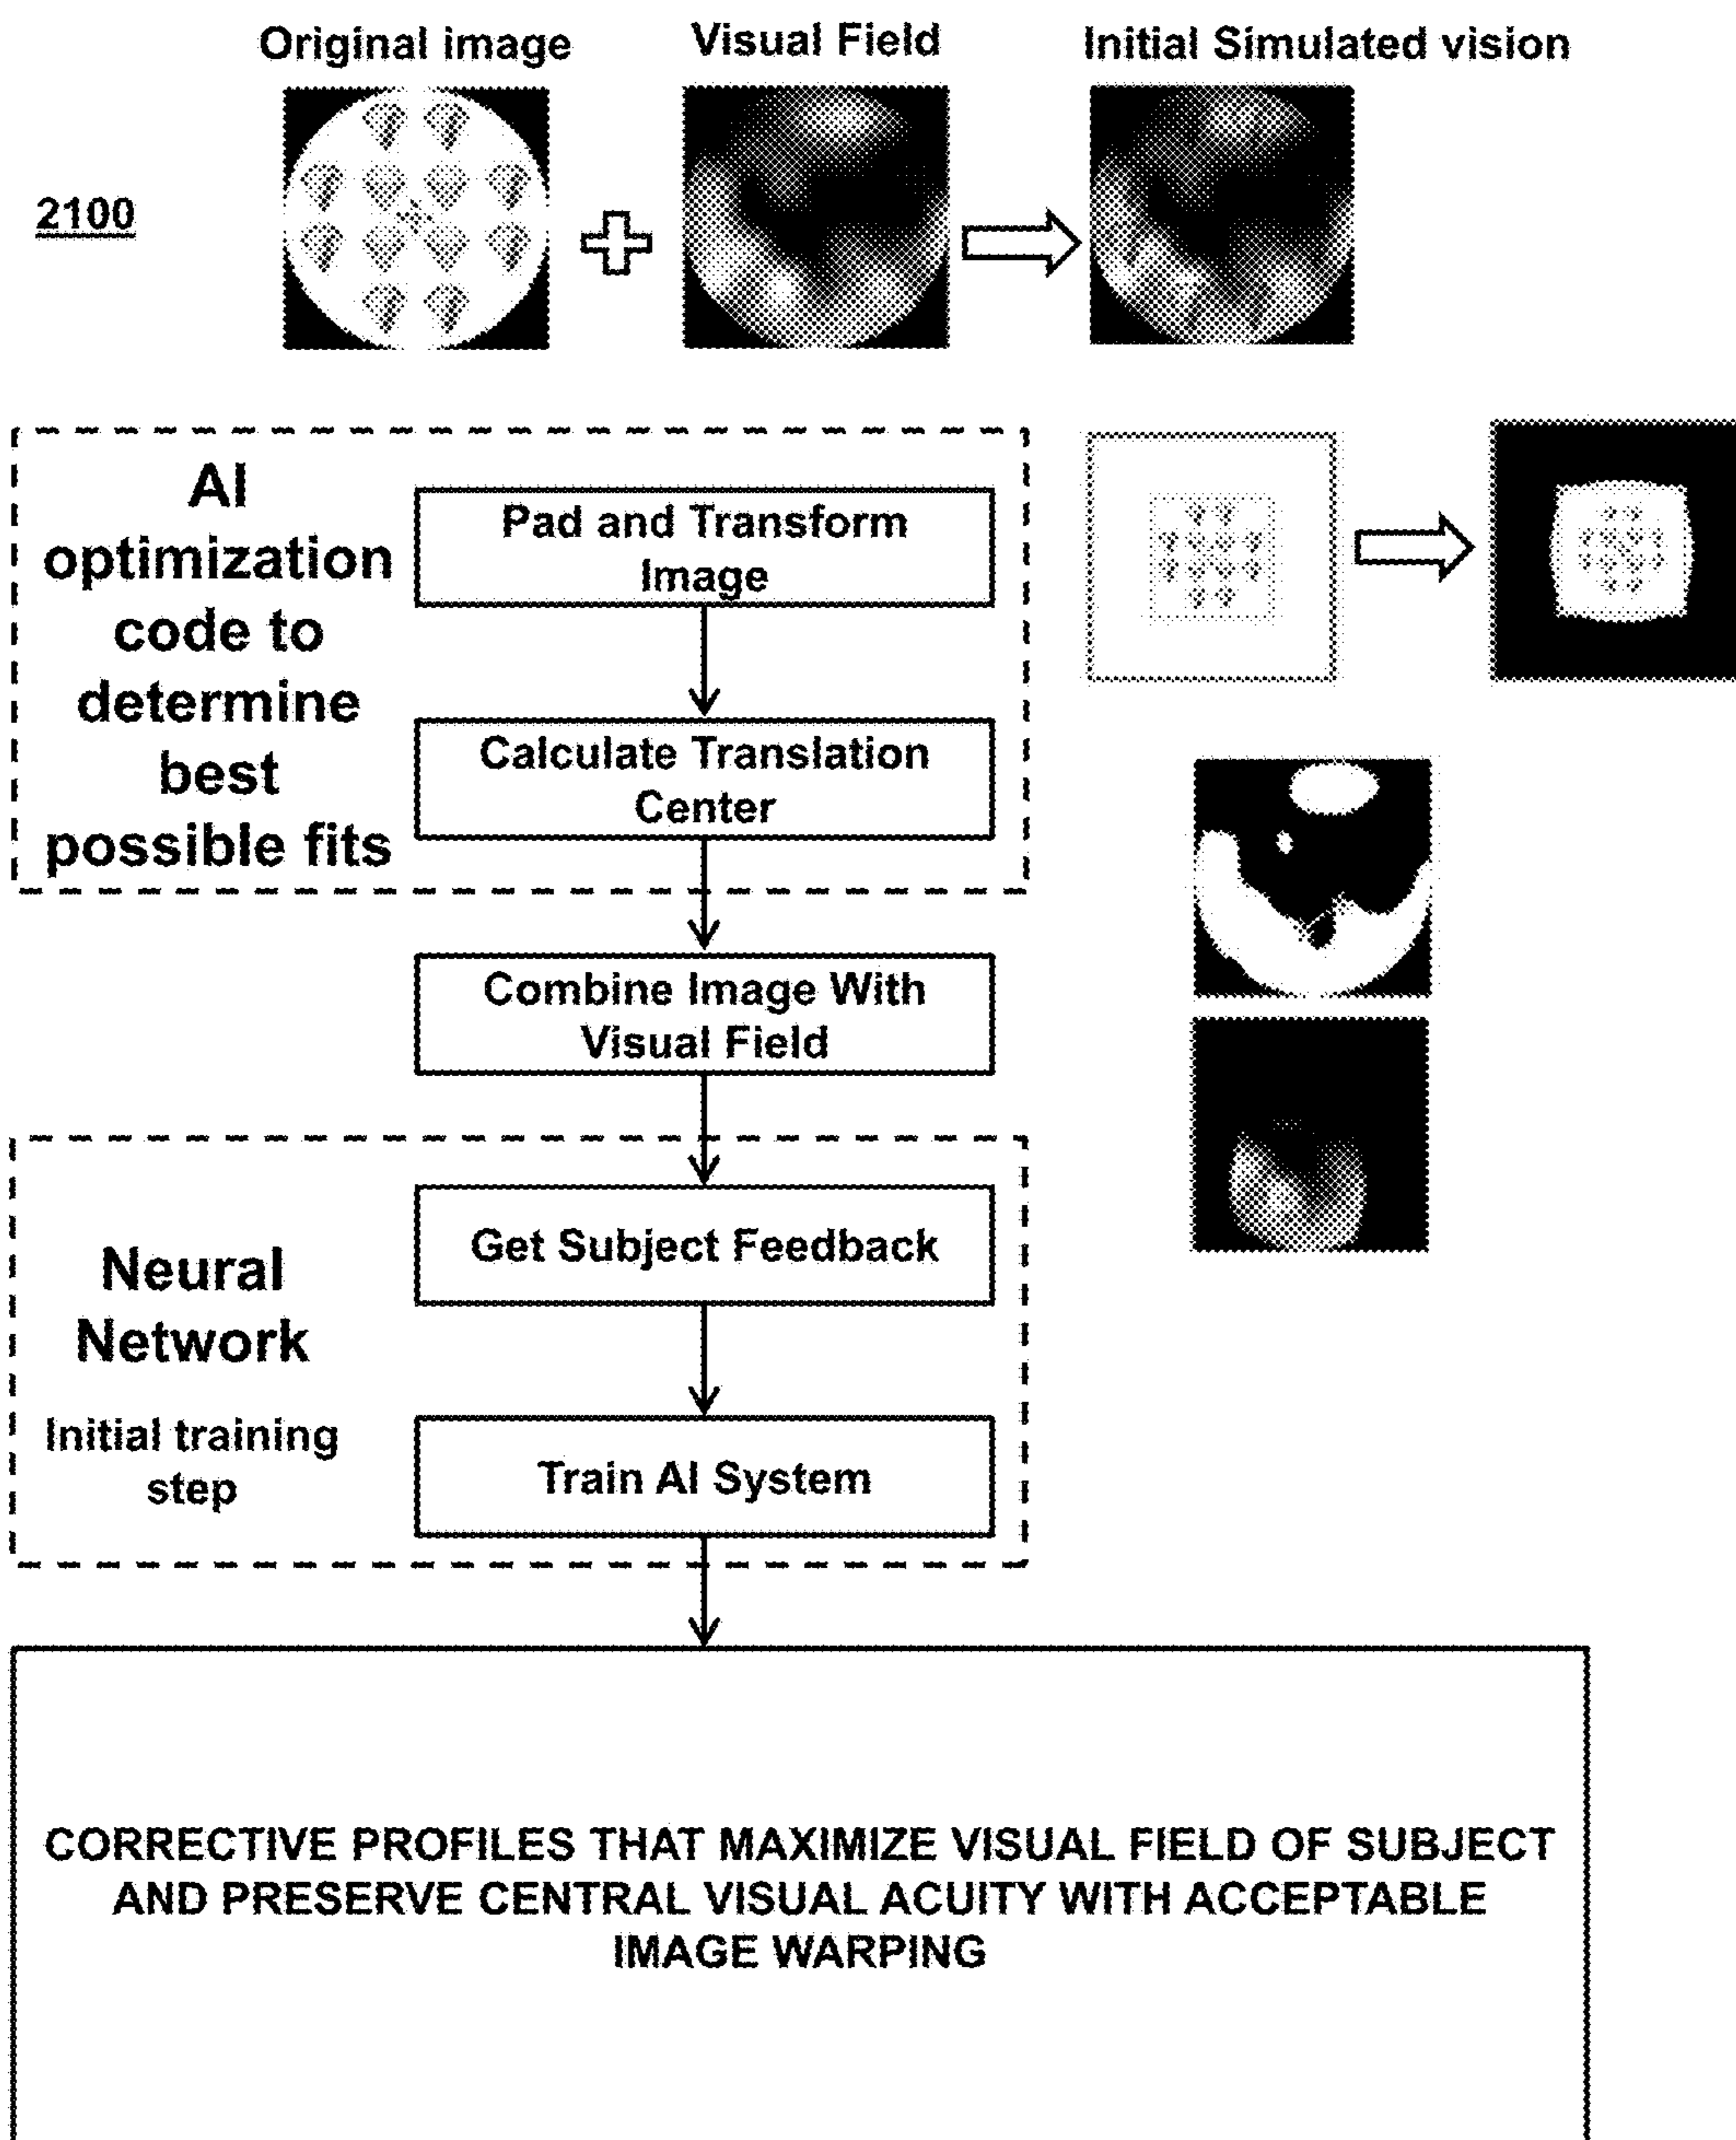 Original image
Visual Field
Initial Simulated vision
2100
AI
optimization
code to
determine
best
possible fits
Pad and Transform
Image
Calculate Translation
Center
Combine Image With
Visual Field
Neural
Network
Initial training
step
Get Subject Feedback
Train AI System
CORRECTIVE PROFILES THAT MAXIMIZE VISUAL FIELD OF SUBJECT
AND PRESERVE CENTRAL VISUAL ACUITY WITH ACCEPTABLE
IMAGE WARPING